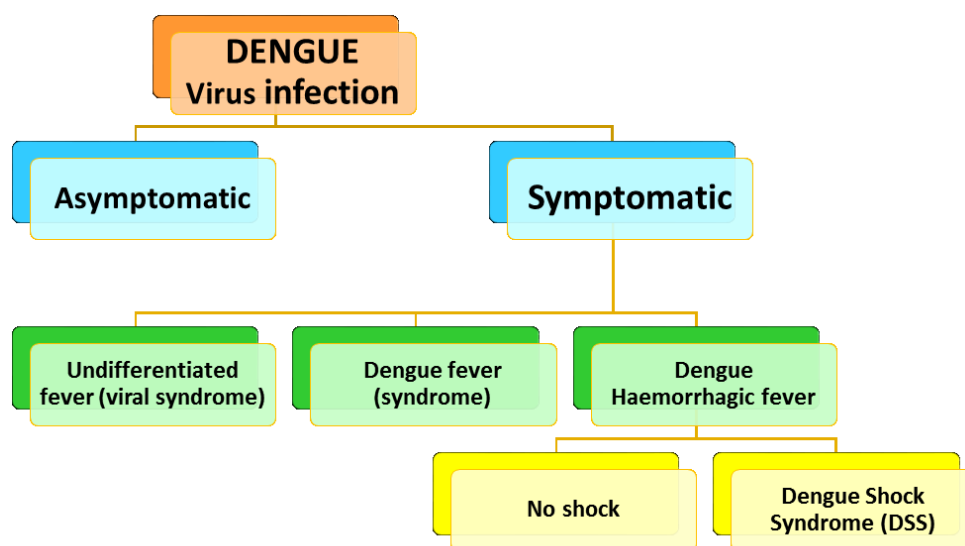 DENGUE
Virus infection
Asymptomatic
Symptomatic
Undifferentiated
fever (viral syndrome)
Dengue fever
(syndrome)
Dengue
Haemorrhagic fever
No shock
Dengue Shock
Syndrome (DSS)